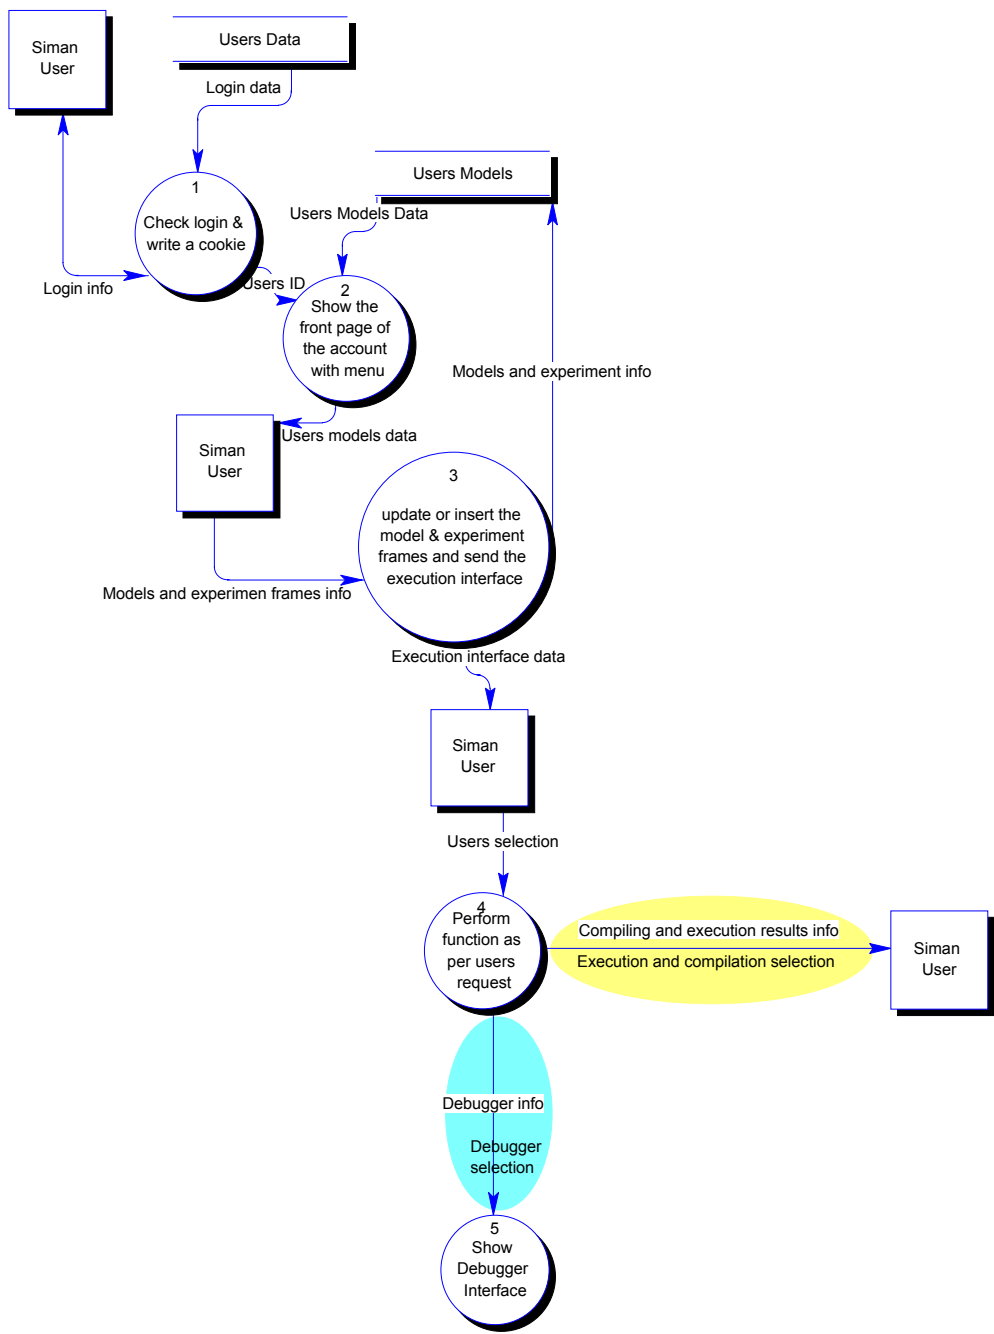 Siman
User
Users Data
Login data
Users Models
1
Check login &
write a cookie
Users Models Data
Login info
Users ID
2
Show the
front page of
the account
with menu
Models and experiment info
Users models data
Siman
User
3
update or insert the
model & experiment
frames and send the
execution interface
Models and experimen frames info
Execution interface data
Siman
User
Users selection
4
Perform
function as
per users
request
Compiling and execution results info
Execution and compilation selection
Siman
User
Debugger info
Debugger
selection
5
Show
Debugger
Interface